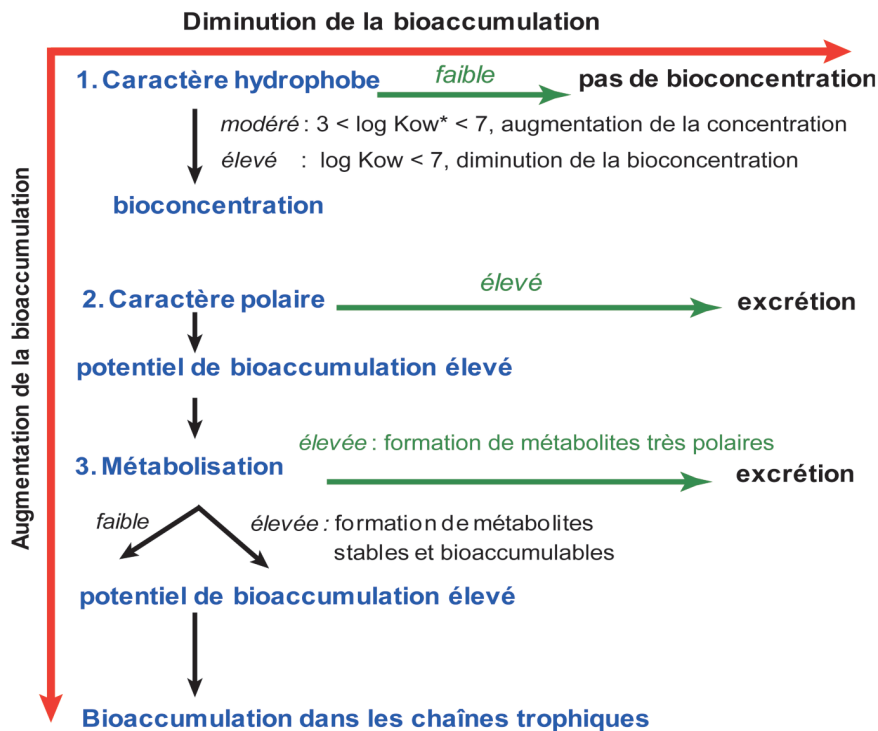 Diminution de la bioaccumulation
Augmentation de la bioaccumulation
1. Caractère hydrophobe
faible
pas de bioconcentration
modéré : 3 < log Kow* < 7, augmentation de la concentration
élevé : log Kow < 7, diminution de la bioconcentration
bioconcentration
2. Caractère polaire
élevé
excrétion
potentiel de bioaccumulation élevé
élevée : formation de métabolites très polaires
3. Métabolisation
excrétion
faible
élevée : formation de métabolites
stables et bioaccumulables
potentiel de bioaccumulation élevé
Bioaccumulation dans les chaînes trophiques